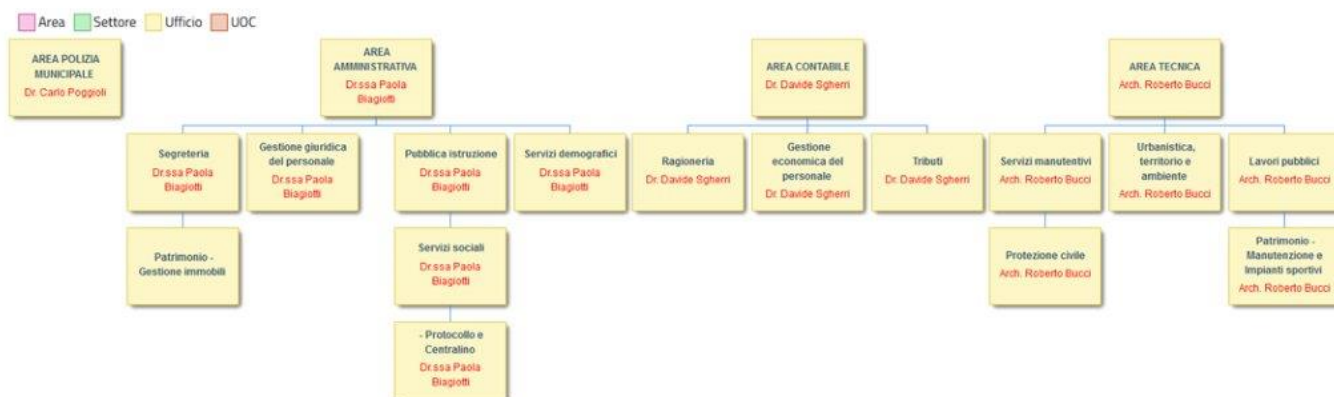 Area Settore Ufficio UOC
AREA POLIZIA
MUNICIPALE
Dr. Carlo Poggioli
AREA
AMMINISTRATIVA
Dr.ssa Paola
Biagiotti
AREA CONTABILE
Dr. Davide Sgherri
AREA TECNICA
Arch. Roberto Bucci
Segreteria
Dr.ssa Paola
Biagiotti
Gestione giuridica
del personale
Dr.ssa Paola
Biagiotti
Pubblica istruzione
Dr.ssa Paola
Biagiotti
Servizi demografici
Dr.ssa Paola
Biagiotti
Ragioneria
Dr. Davide Sgherri
Gestione
economica del
personale
Dr. Davide Sgherri
Tributi
Dr. Davide Sgherri
Servizi manutentivi
Arch. Roberto Bucci
Urbanistica,
territorio e
ambiente
Arch. Roberto Bucci
Lavori pubblici
Arch. Roberto Bucci
Patrimonio -
Gestione immobili
Servizi sociali
Dr.ssa Paola
Biagiotti
Protezione civile
Arch. Roberto Bucci
Patrimonio -
Manutenzione e
Impianti sportivi
Arch. Roberto Bucci
- Protocollo e
Centralino
Dr.ssa Paola
Biagiotti